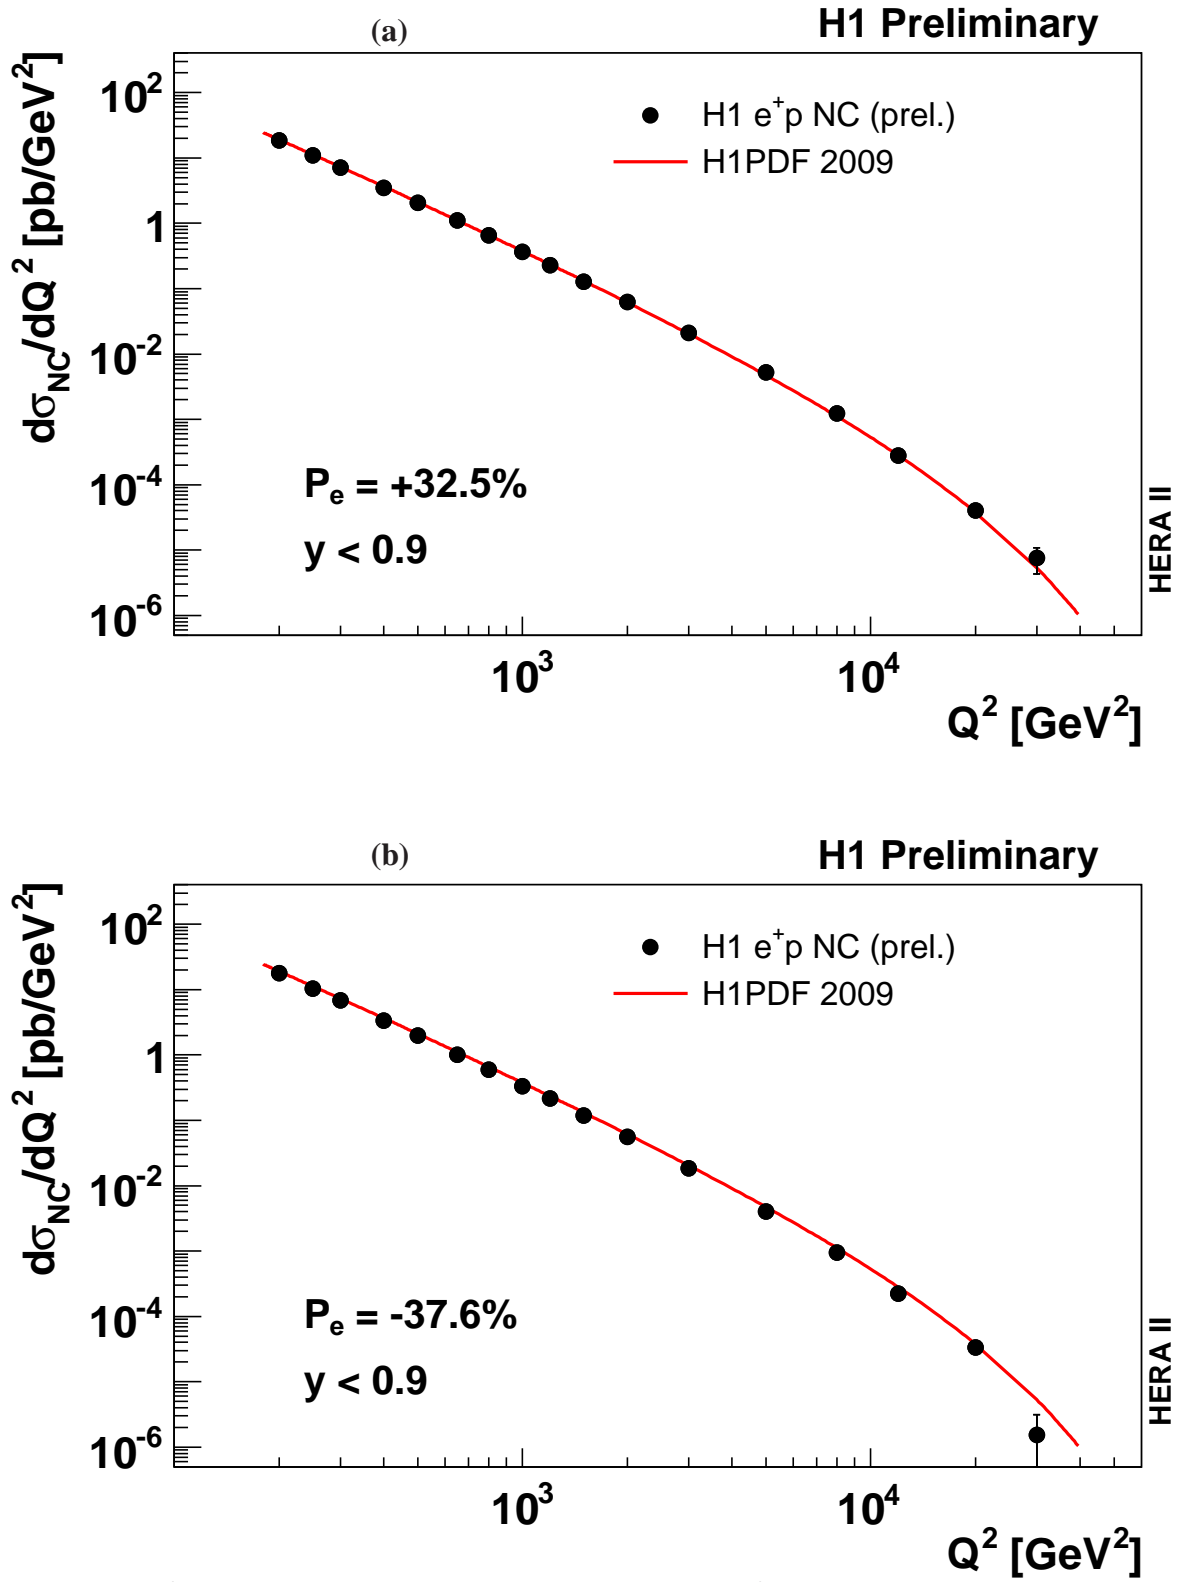 (a)
H1 Preliminary
dσ_NC/dQ² [pb/GeV²]
10²
1
10⁻²
10⁻⁴
10⁻⁶
H1 e⁺p NC (prel.)
H1PDF 2009
P_e = +32.5%
y < 0.9
HERA II
10³
10⁴
Q² [GeV²]
(b)
H1 Preliminary
dσ_NC/dQ² [pb/GeV²]
10²
1
10⁻²
10⁻⁴
10⁻⁶
H1 e⁺p NC (prel.)
H1PDF 2009
P_e = -37.6%
y < 0.9
HERA II
10³
10⁴
Q² [GeV²]